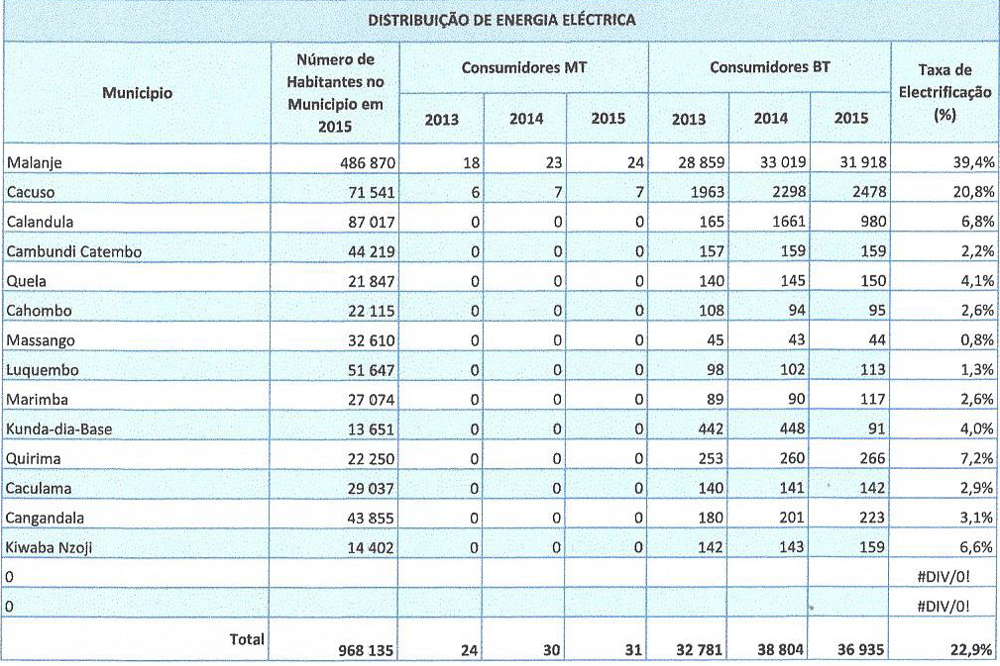 DISTRIBUIÇÃO DE ENERGIA ELÉCTRICA
Municipio Número de Habitantes no Municipio em 2015 Consumidores MT Consumidores BT Taxa de Electrificação (%)
2013 2014 2015 2013 2014 2015
Malanje 486 870 18 23 24 28 859 33 019 31 918 39,4%
Cacuso 71 541 6 7 7 1963 2298 2478 20,8%
Calandula 87 017 0 0 0 165 1661 980 6,8%
Cambundi Catembo 44 219 0 0 0 157 159 159 2,2%
Quela 21 847 0 0 0 140 145 150 4,1%
Cahombo 22 115 0 0 0 108 94 95 2,6%
Massango 32 610 0 0 0 45 43 44 0,8%
Luquembo 51 647 0 0 0 98 102 113 1,3%
Marimba 27 074 0 0 0 89 90 117 2,6%
Kunda-dia-Base 13 651 0 0 0 442 448 91 4,0%
Quirima 22 250 0 0 0 253 260 266 7,2%
Caculama 29 037 0 0 0 140 141 142 2,9%
Cangandala 43 855 0 0 0 180 201 223 3,1%
Kiwaba Nzoji 14 402 0 0 0 142 143 159 6,6%
0 #DIV/0!
0 #DIV/0!
Total 968 135 24 30 31 32 781 38 804 36 935 22,9%